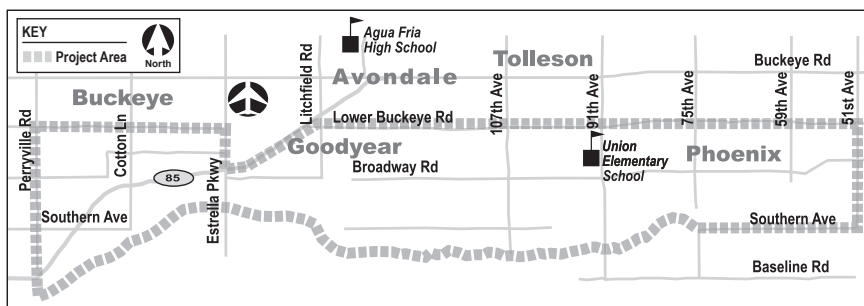 KEY
Project Area
North
Agua Fria
High School
Litchfield Rd
Tolleson
Buckeye Rd
Avondale
Buckeye
Perryville Rd
Cotton Ln
Estrella Pkwy
Lower Buckeye Rd
107th Ave
91th Ave
75th Ave
59th Ave
51st Ave
Goodyear
Broadway Rd
Union
Elementary
School
Phoenix
85
Southern Ave
Southern Ave
Baseline Rd